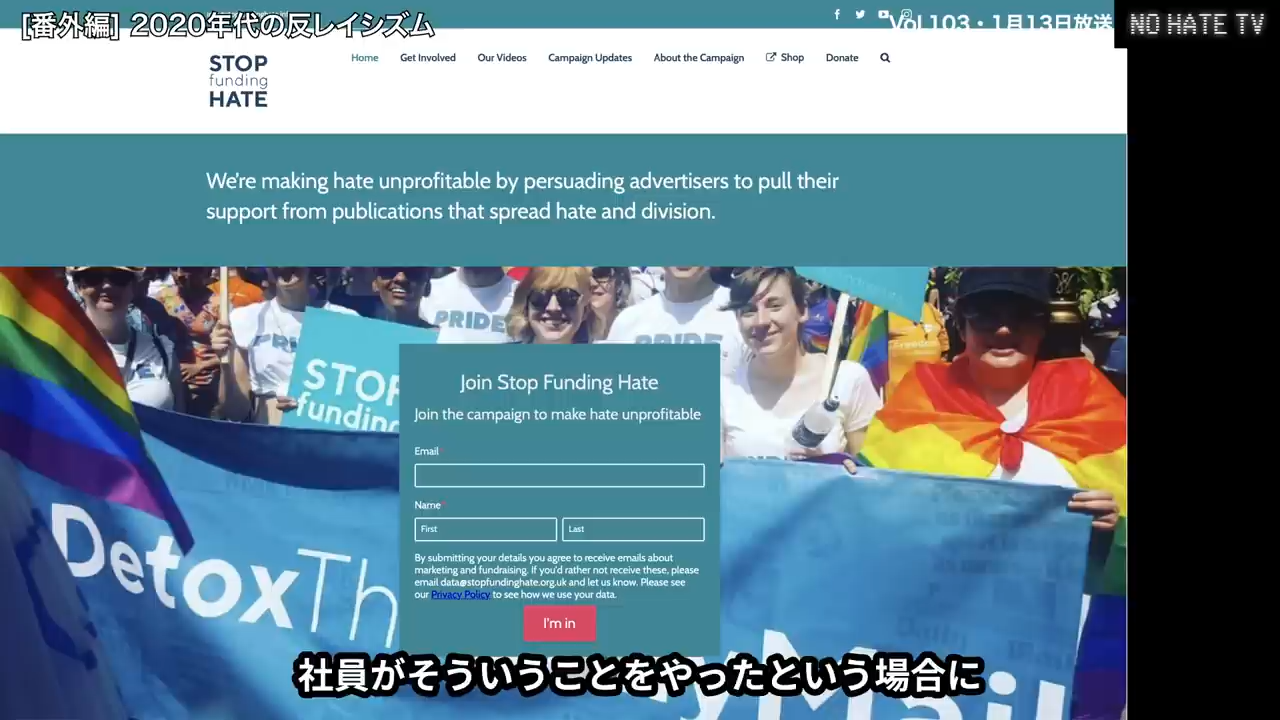 [番外編] 2020年代の反レイシズム
Vol.103・1月13日放送
NO HATE TV
STOP
funding
HATE
Home
Get Involved
Our Videos
Campaign Updates
About the Campaign
Shop
Donate
We're making hate unprofitable by persuading advertisers to pull their
support from publications that spread hate and division.
PRIDE
STOP
funding
Join Stop Funding Hate
Join the campaign to make hate unprofitable
Email
Name
First
Last
By submitting your details you agree to receive emails about
marketing and fundraising. If you'd rather not receive these, please
email data@stopfundinghate.org.uk and let us know. Please see
our Privacy Policy to see how we use your data.
I'm in
DetoxTh
yMail
社員がそういうことをやったという場合に